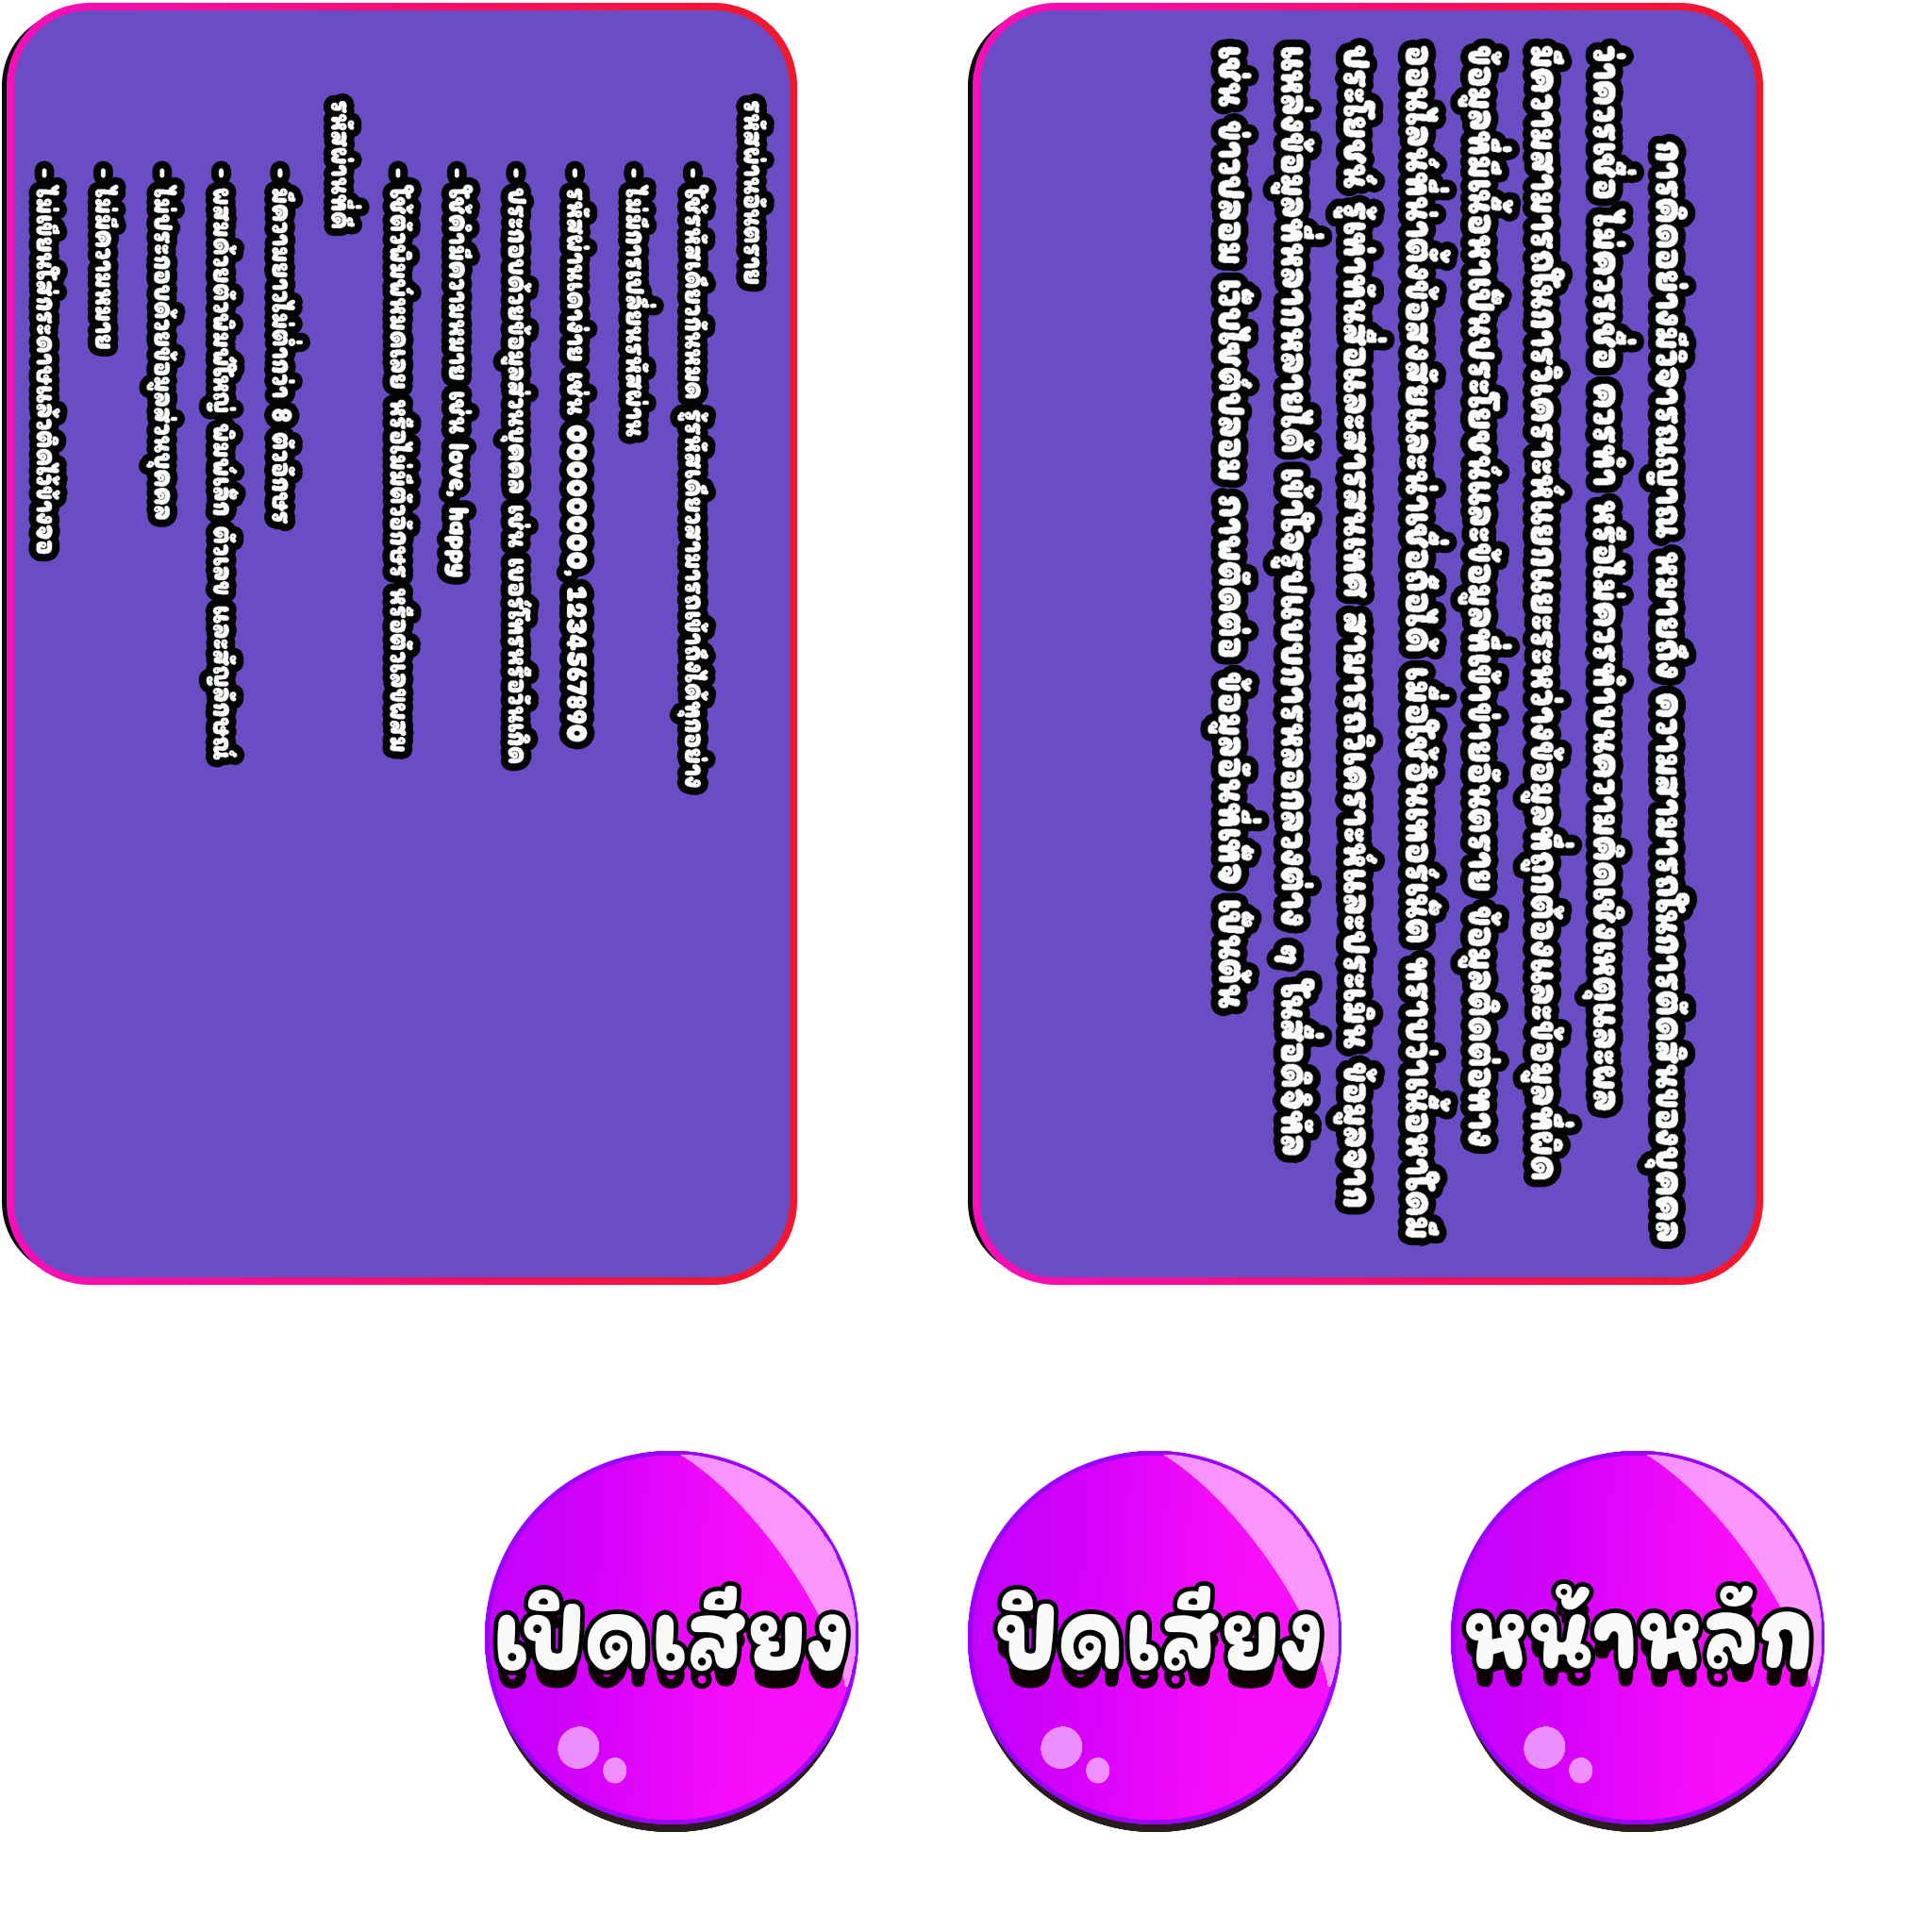 รหัสผ่านอันตราย
- ใช้รหัสเดียวกันหมด รู้รหัสเดียวสามารถเข้าถึงได้ทุกอย่าง
- ไม่มีการเปลี่ยนรหัสผ่าน
- รหัสผ่านเดาง่าย เช่น 0000000000, 1234567890
- ประกอบด้วยข้อมูลส่วนบุคคล เช่น เบอร์โทรหรือวันเกิด
- ใช้คำที่มีความหมาย เช่น love, happy
- ใช้ตัวพิมพ์หมดเลย หรือไม่มีตัวอักษร หรือตัวเลขผสม
รหัสผ่านที่ดี
- มีความยาวไม่ต่ำกว่า 8 ตัวอักษร
- ผสมด้วยตัวพิมพ์ใหญ่ พิมพ์เล็ก ตัวเลข และสัญลักษณ์
- ไม่ประกอบด้วยข้อมูลส่วนบุคคล
- ไม่มีความหมาย
- ไม่เขียนใส่กระดาษแล้วติดไว้ข้างจอ
การคิดอย่างมีวิจารณญาณ หมายถึง ความสามารถในการตัดสินของบุคคล
ว่าควรเชื่อ ไม่ควรเชื่อ ควรทำ หรือไม่ควรทำบนความคิดเชิงเหตุและผล
มีความสามารถในการวิเคราะห์แยกแยะระหว่างข้อมูลที่ถูกต้องและข้อมูลที่ผิด
ข้อมูลที่มีเนื้อหาเป็นประโยชน์และข้อมูลที่เข้าข่ายอันตราย ข้อมูลติดต่อทาง
ออนไลน์ที่น่าตั้งข้อสงสัยและน่าเชื่อถือได้ เมื่อใช้อินเทอร์เน็ต ทราบว่าเนื้อหาใดมี
ประโยชน์ รู้เท่าทันสื่อและสารสนเทศ สามารถวิเคราะห์และประเมิน ข้อมูลจาก
แหล่งข้อมูลที่หลากหลายได้ เข้าใจรูปแบบการหลอกลวงต่าง ๆ ในสื่อดิจิทัล
เช่น ข่าวปลอม เว็บไซต์ปลอม ภาพตัดต่อ ข้อมูลอันที่เท็จ เป็นต้น
เปิดเสียง
ปิดเสียง
หน้าหลัก